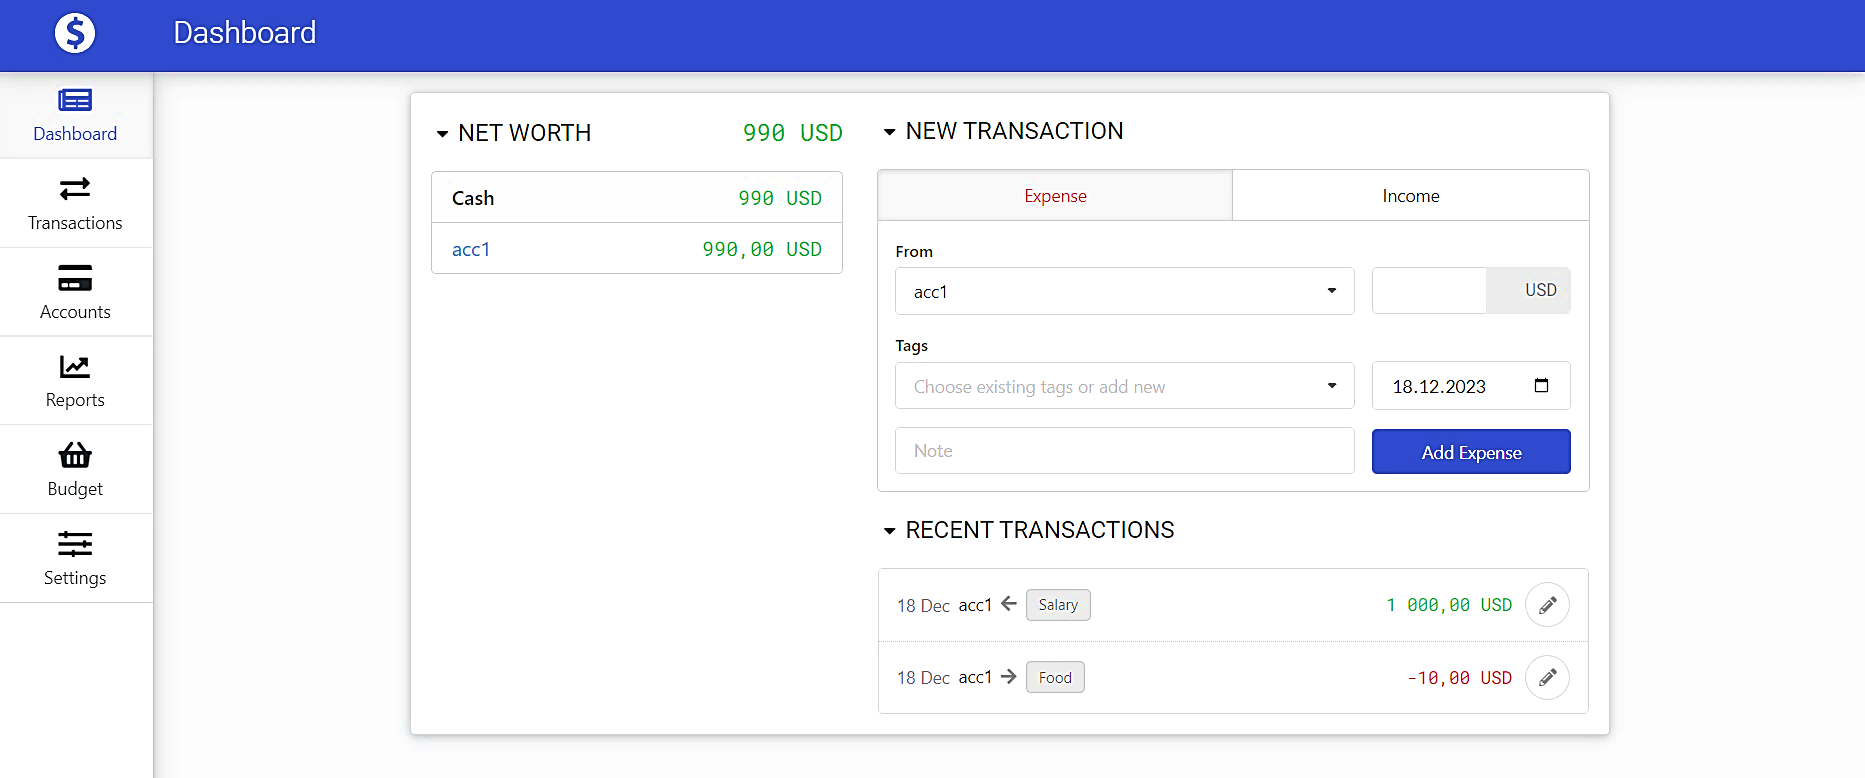 $ Dashboard
Dashboard
Transactions
Accounts
Reports
Budget
Settings
NET WORTH 990 USD
Cash 990 USD
acc1 990,00 USD
NEW TRANSACTION
Expense Income
From
acc1 USD
Tags
Choose existing tags or add new 18.12.2023
Note Add Expense
RECENT TRANSACTIONS
18 Dec acc1 ← Salary 1 000,00 USD
18 Dec acc1 → Food -10,00 USD